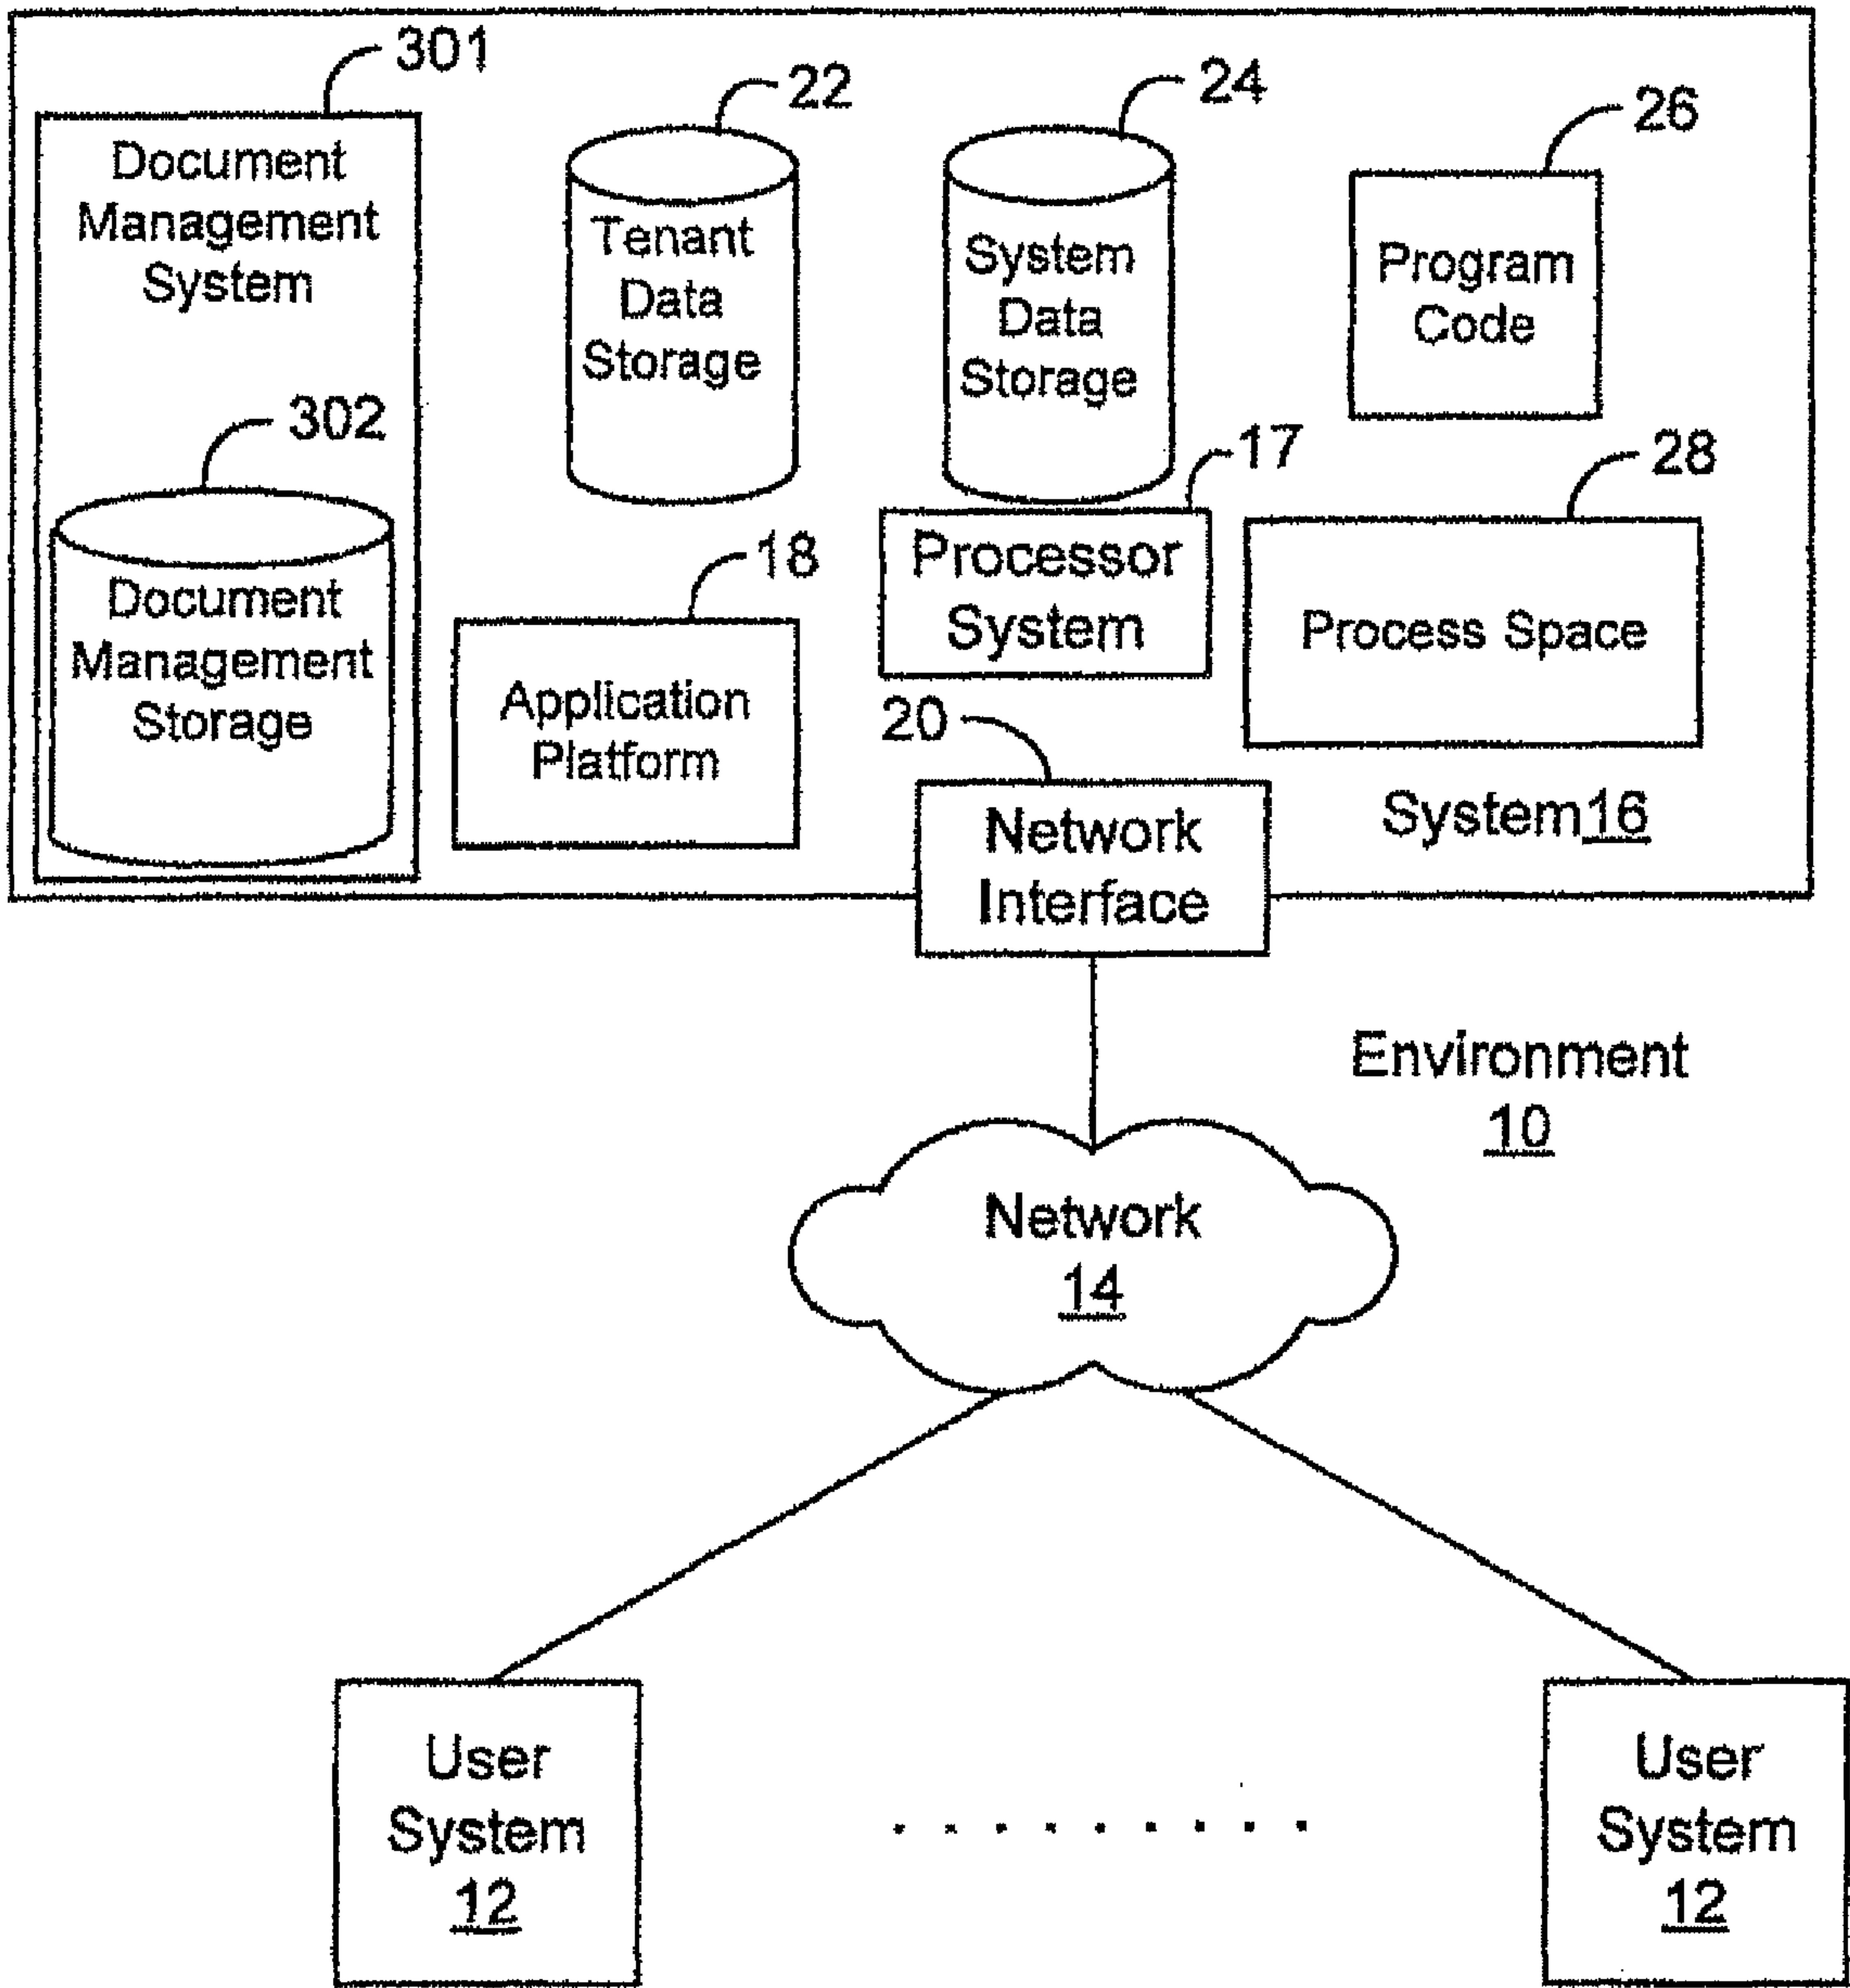 301
22
24
26
Document
Management
System
Tenant
Data
Storage
System
Data
Storage
Program
Code
302
17
28
Document
Management
Storage
18
Application
Platform
Processor
System
Process Space
20
Network
Interface
System 16
Environment
10
Network
14
User
System
12
User
System
12